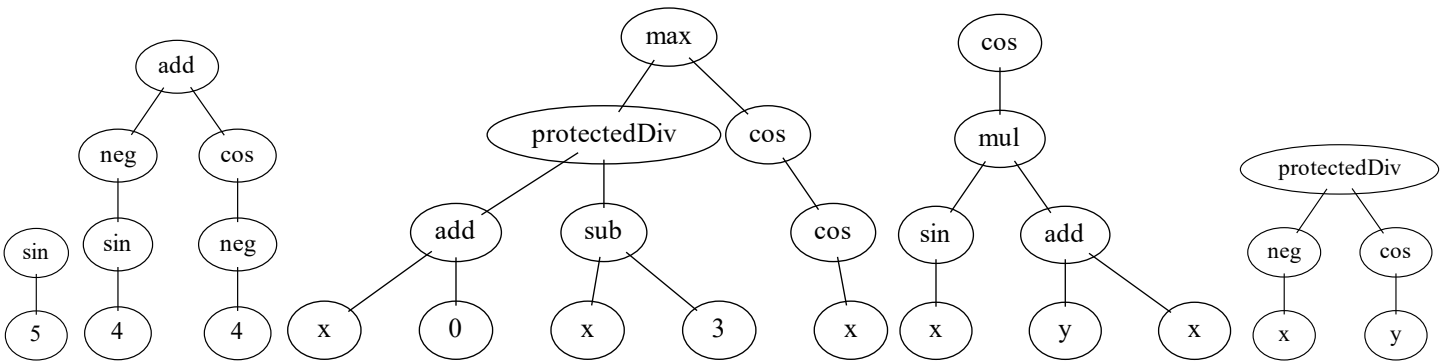 max
cos
add
protectedDiv
cos
mul
neg
cos
protectedDiv
add
sub
cos
sin
add
sin
sin
neg
neg
cos
5
4
4
x
0
x
3
x
x
y
x
x
y